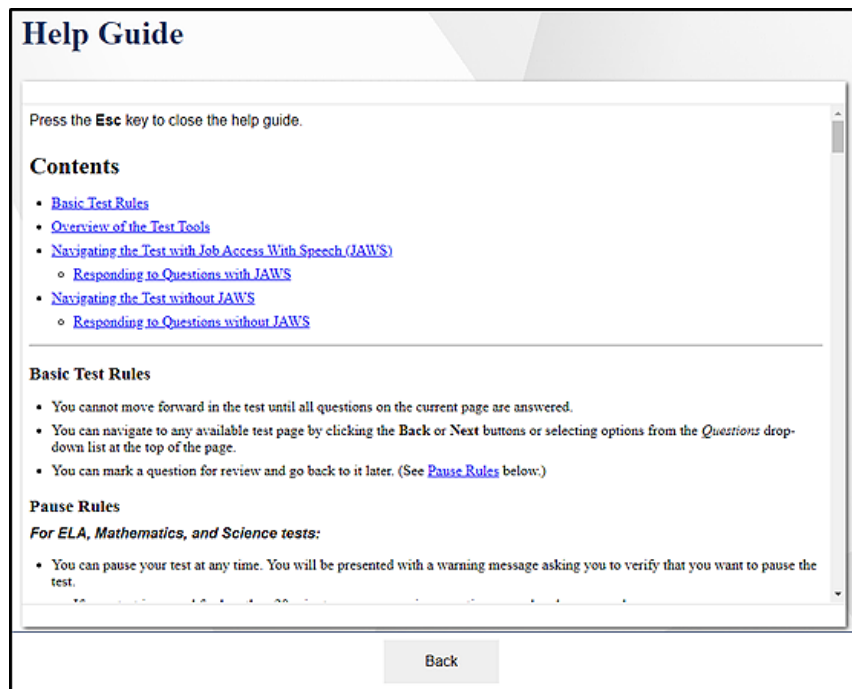 Help Guide
Press the Esc key to close the help guide.
Contents
Basic Test Rules
Overview of the Test Tools
Navigating the Test with Job Access With Speech (JAWS)
Responding to Questions with JAWS
Navigating the Test without JAWS
Responding to Questions without JAWS
Basic Test Rules
You cannot move forward in the test until all questions on the current page are answered.
You can navigate to any available test page by clicking the Back or Next buttons or selecting options from the Questions drop-
down list at the top of the page.
You can mark a question for review and go back to it later. (See Pause Rules below.)
Pause Rules
For ELA, Mathematics, and Science tests:
You can pause your test at any time. You will be presented with a warning message asking you to verify that you want to pause the
test.
Back